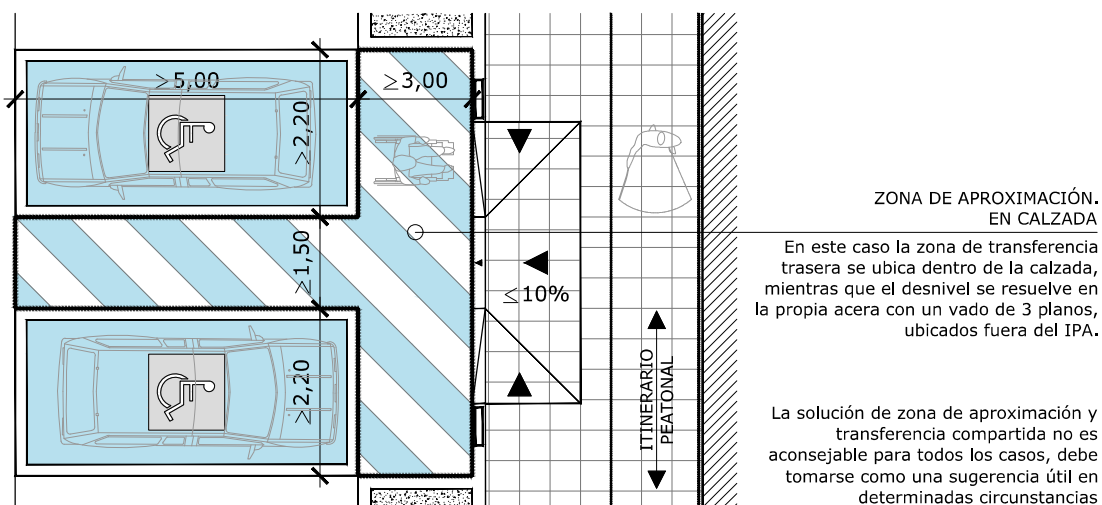 ≥5,00
≥3,00
≥2,20
≥1,50
≤10%
≥2,20
ITINERARIO
PEATONAL
ZONA DE APROXIMACIÓN.
EN CALZADA
En este caso la zona de transferencia
trasera se ubica dentro de la calzada,
mientras que el desnivel se resuelve en
la propia acera con un vado de 3 planos,
ubicados fuera del IPA.
La solución de zona de aproximación y
transferencia compartida no es
aconsejable para todos los casos, debe
tomarse como una sugerencia útil en
determinadas circunstancias